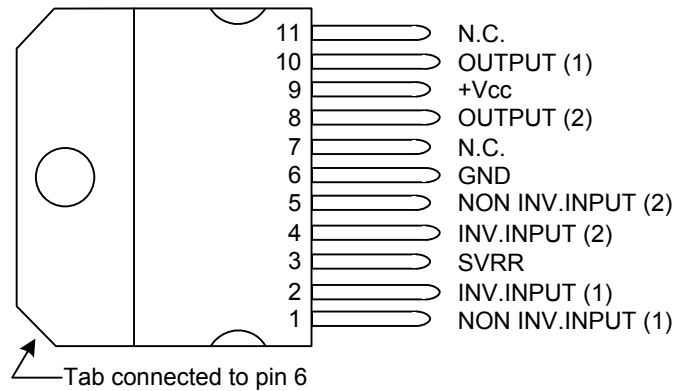 11 N.C.
10 OUTPUT (1)
9 +Vcc
8 OUTPUT (2)
7 N.C.
6 GND
5 NON INV.INPUT (2)
4 INV.INPUT (2)
3 SVRR
2 INV.INPUT (1)
1 NON INV.INPUT (1)
Tab connected to pin 6